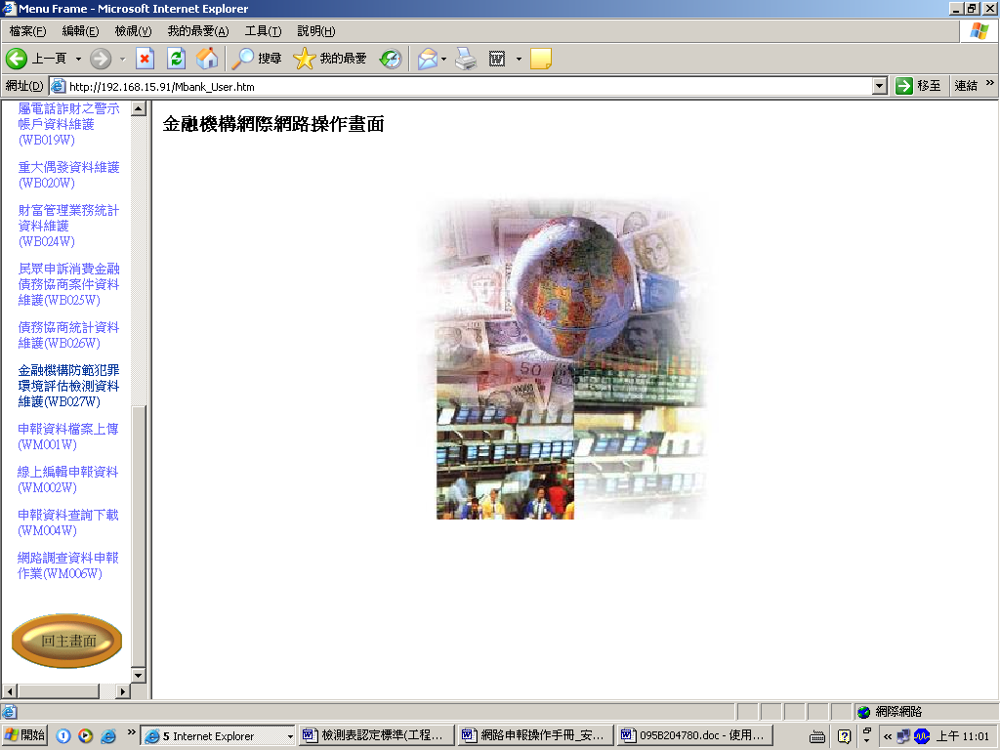 Menu Frame - Microsoft Internet Explorer
檔案(F) 編輯(E) 檢視(V) 我的最愛(A) 工具(T) 說明(H)
上一頁 搜尋 我的最愛
網址(D) http://192.168.15.91/Mbank_User.htm 移至 連結 »
屬電話詐財之警示
帳戶資料維護
(WB019W)
重大偶發資料維護
(WB020W)
財富管理業務統計
資料維護
(WB024W)
民眾申訴消費金融
債務協商案件資料
維護(WB025W)
債務協商統計資料
維護(WB026W)
金融機構防範犯罪
環境評估檢測資料
維護(WB027W)
申報資料檔案上傳
(WM001W)
線上編輯申報資料
(WM002W)
申報資料查詢下載
(WM004W)
網路調查資料申報
作業(WM006W)
回主畫面
金融機構網際網路操作畫面
50
網際網路
開始 » 5 Internet Explorer 檢測表認定標準(工程... 網路申報操作手冊_安... 095B204780.doc - 使用... « 上午 11:01